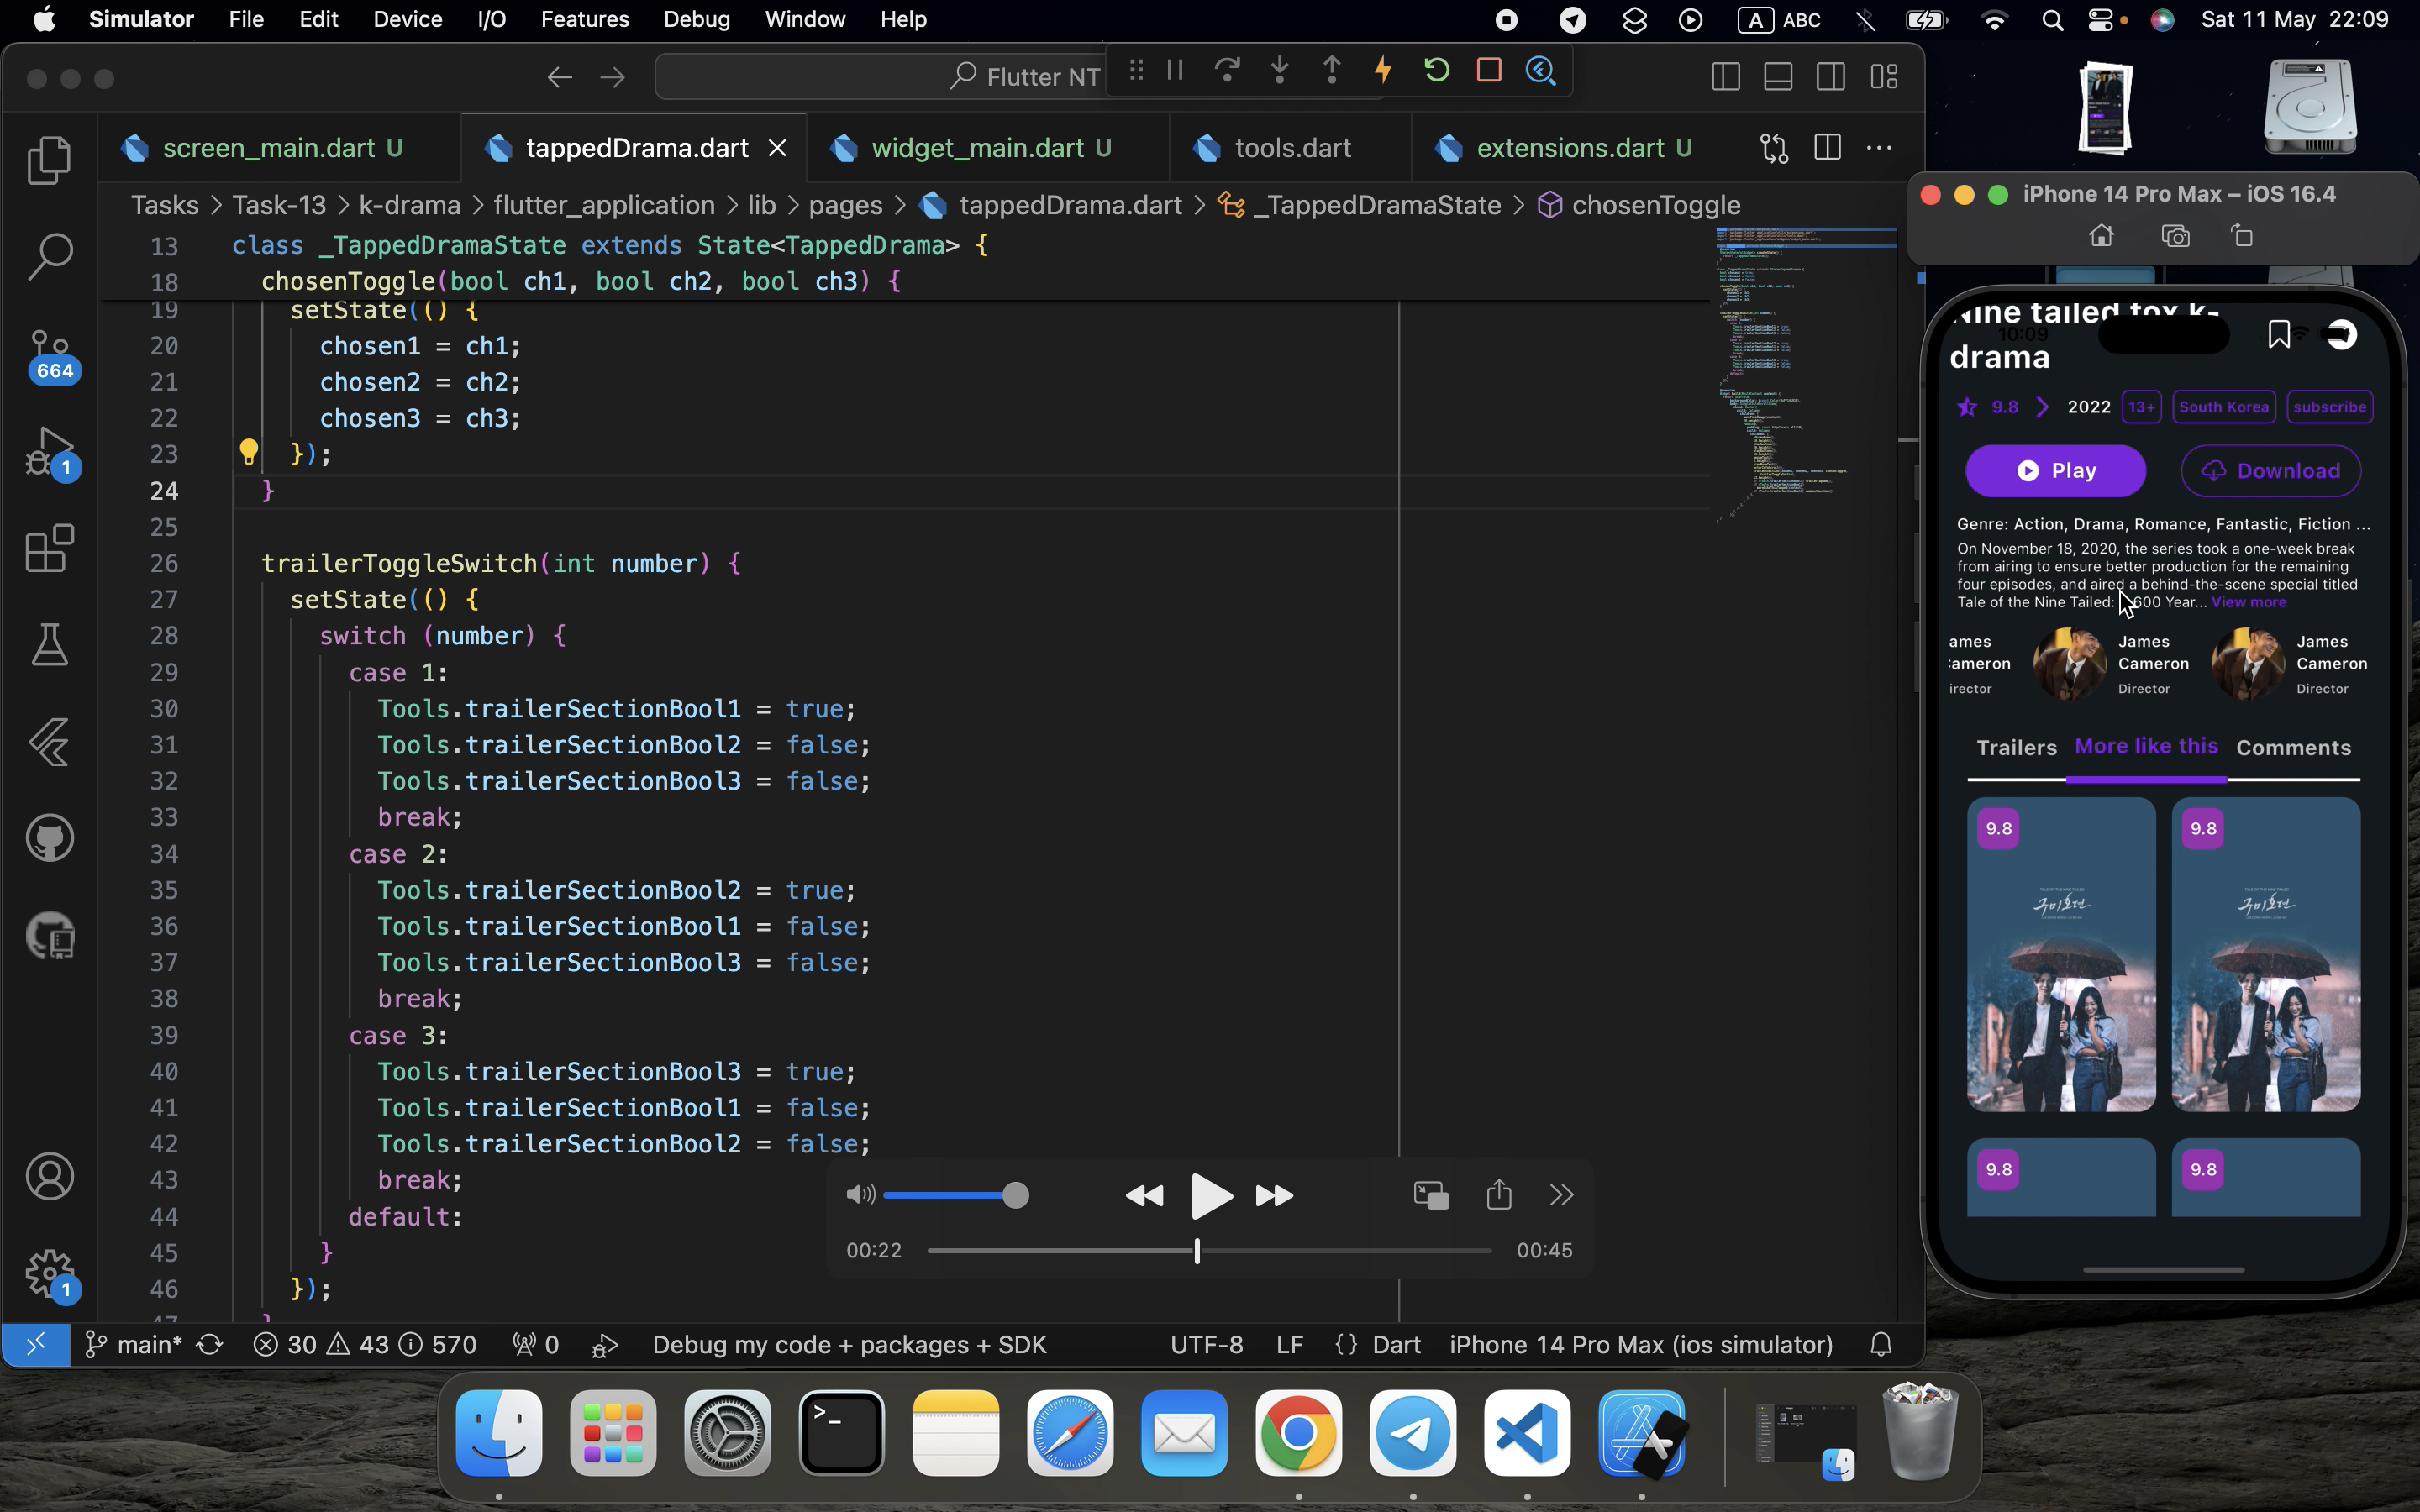 Simulator File Edit Device I/O Features Debug Window Help
A ABC Sat 11 May 22:09
Flutter NT
screen_main.dart U
tappedDrama.dart
widget_main.dart U
tools.dart
extensions.dart U
Tasks > Task-13 > k-drama > flutter_application > lib > pages > tappedDrama.dart > _TappedDramaState > chosenToggle
13 class _TappedDramaState extends State<TappedDrama> {
18 chosenToggle(bool ch1, bool ch2, bool ch3) {
19 setState(() {
20 chosen1 = ch1;
21 chosen2 = ch2;
22 chosen3 = ch3;
23 });
24 }
25
26 trailerToggleSwitch(int number) {
27 setState(() {
28 switch (number) {
29 case 1:
30 Tools.trailerSectionBool1 = true;
31 Tools.trailerSectionBool2 = false;
32 Tools.trailerSectionBool3 = false;
33 break;
34 case 2:
35 Tools.trailerSectionBool2 = true;
36 Tools.trailerSectionBool1 = false;
37 Tools.trailerSectionBool3 = false;
38 break;
39 case 3:
40 Tools.trailerSectionBool3 = true;
41 Tools.trailerSectionBool1 = false;
42 Tools.trailerSectionBool2 = false;
43 break;
44 default:
45 }
46 });
47 }
664
1
1
00:22
00:45
main* 30 43 570 0 Debug my code + packages + SDK UTF-8 LF {} Dart iPhone 14 Pro Max (ios simulator)
iPhone 14 Pro Max – iOS 16.4
Nine tailed fox k-
10:09
drama
9.8 2022 13+ South Korea subscribe
Play Download
Genre: Action, Drama, Romance, Fantastic, Fiction ...
On November 18, 2020, the series took a one-week break
from airing to ensure better production for the remaining
four episodes, and aired a behind-the-scene special titled
Tale of the Nine Tailed: 600 Year... View more
ames
ameron
irector
James
Cameron
Director
James
Cameron
Director
Trailers More like this Comments
9.8
9.8
구미호뎐
구미호뎐
9.8
9.8